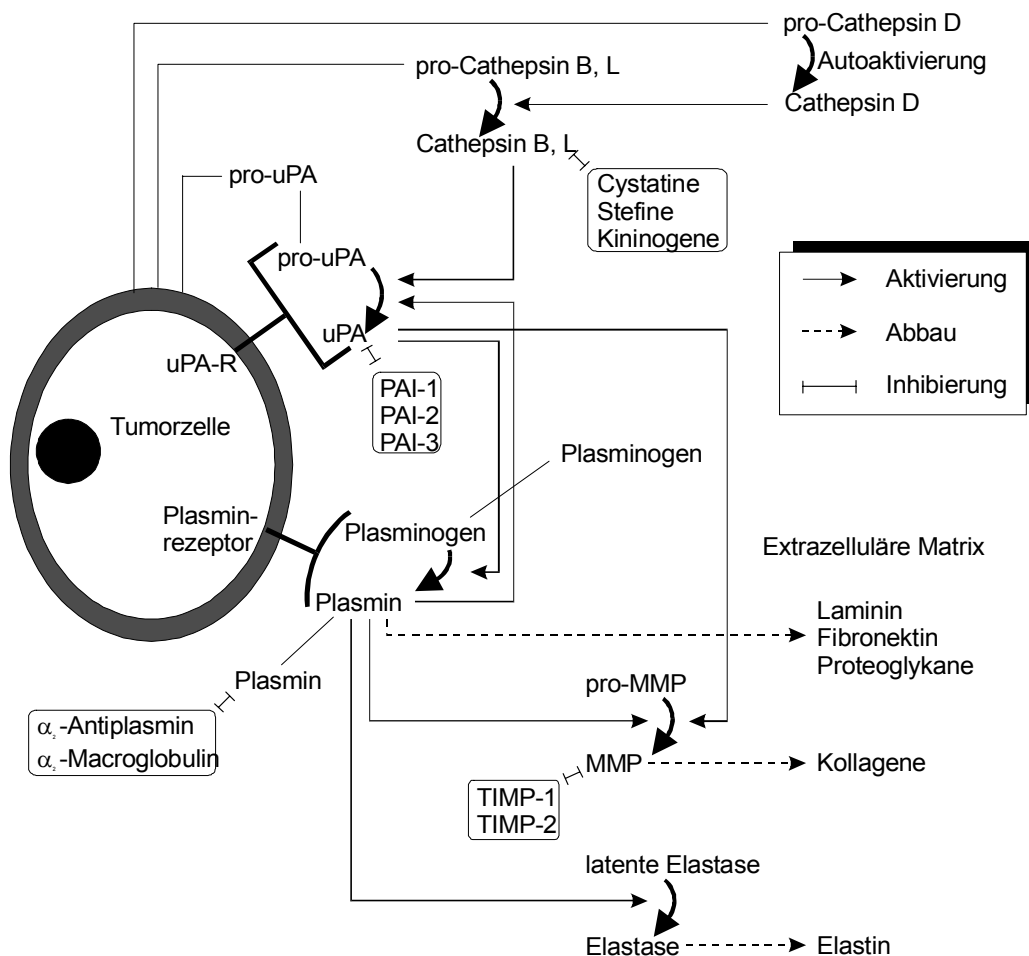 pro-Cathepsin D
Autoaktivierung
Cathepsin D
pro-Cathepsin B, L
Cathepsin B, L
Cystatine
Stefine
Kininogene
pro-uPA
pro-uPA
uPA
uPA-R
PAI-1
PAI-2
PAI-3
Aktivierung
Abbau
Inhibierung
Tumorzelle
Plasminogen
Plasmin-
rezeptor
Plasminogen
Plasmin
Extrazelluläre Matrix
Laminin
Fibronektin
Proteoglykane
Plasmin
α₂-Antiplasmin
α₂-Macroglobulin
pro-MMP
MMP
Kollagene
TIMP-1
TIMP-2
latente Elastase
Elastase
Elastin